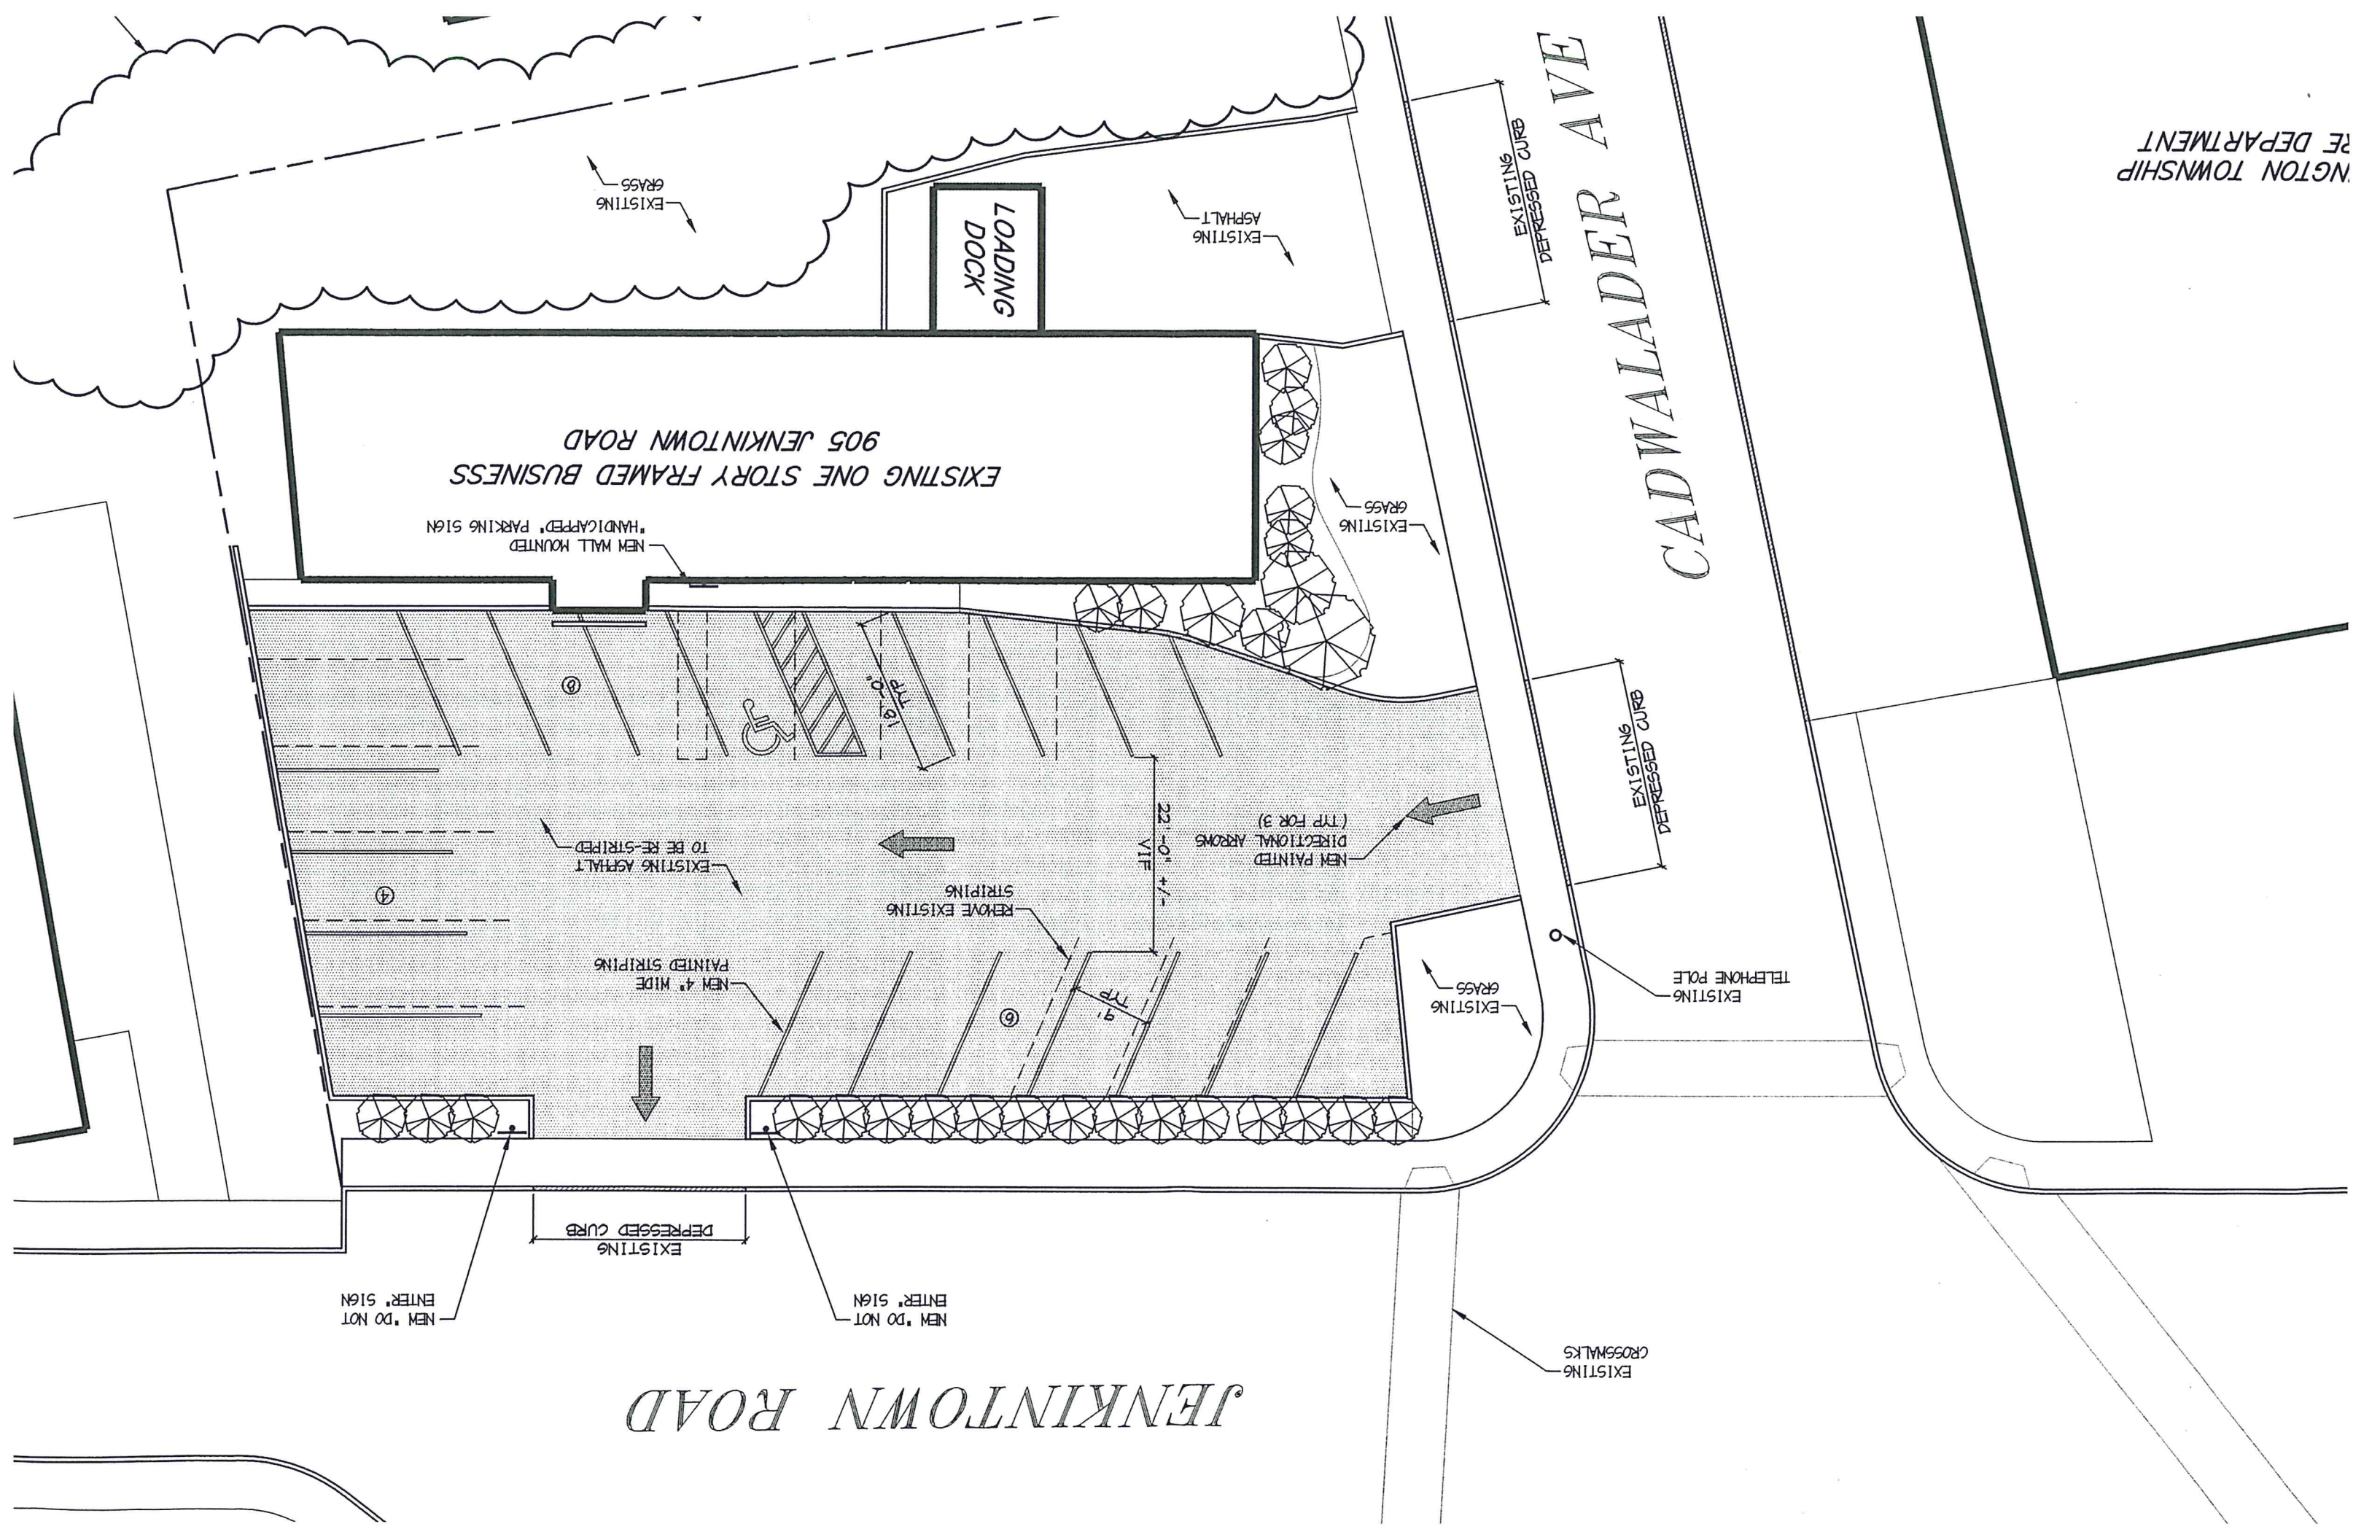 JENKINTOWN ROAD
EXISTING
CROSSWALKS
NEW "DO NOT
ENTER" SIGN
NEW "DO NOT
ENTER" SIGN
EXISTING
DEPRESSED CURB
EXISTING
TELEPHONE POLE
EXISTING
GRASS
9'
TYP
6
NEW 4" WIDE
PAINTED STRIPING
REMOVE EXISTING
STRIPING
4
EXISTING ASPHALT
TO BE RE-STRIPED
NEW PAINTED
DIRECTIONAL ARROWS
(TYP FOR 3)
22'-0" +/-
VIF
EXISTING
DEPRESSED CURB
18'-0"
TYP
8
NEW WALL MOUNTED
"HANDICAPPED" PARKING SIGN
EXISTING ONE STORY FRAMED BUSINESS
905 JENKINTOWN ROAD
EXISTING
GRASS
CADWALADER AVE
LOADING
DOCK
EXISTING
ASPHALT
EXISTING
GRASS
EXISTING
DEPRESSED CURB
NGTON TOWNSHIP
RE DEPARTMENT